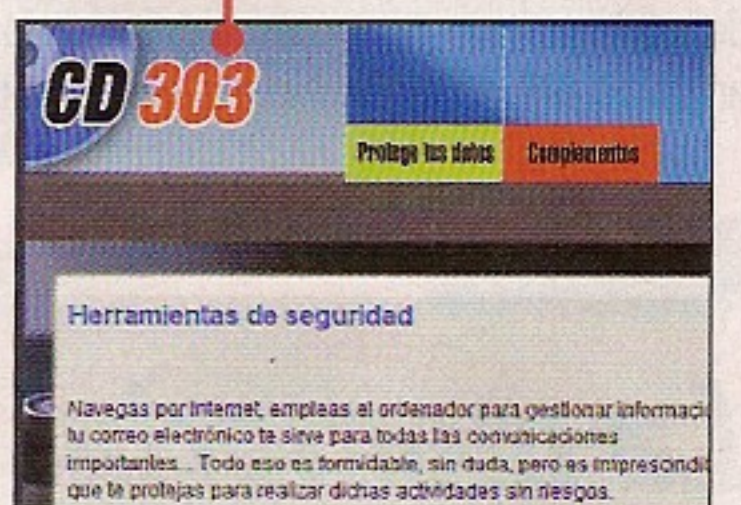 CD 303
Protege tus datos Complementos
Herramientas de seguridad
Navegas por Internet, empleas el ordenador para gestionar informaci
tu correo electrónico te sirve para todas las comunicaciones
importantes... Todo eso es formidable, sin duda, pero es imprescindi
que te protejas para realizar dichas actividades sin riesgos.